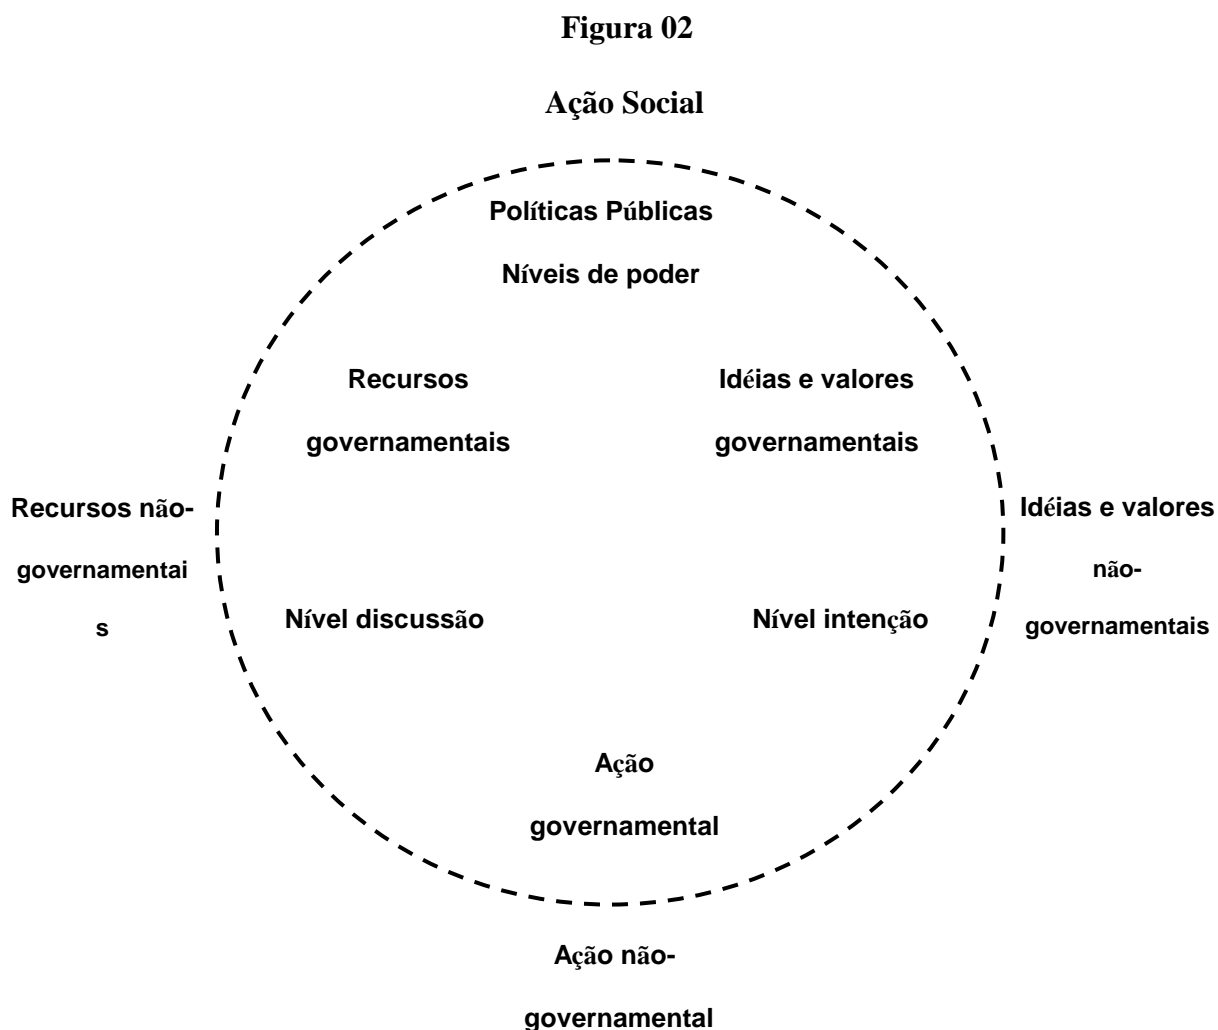 Figura 02
Ação Social
Políticas Públicas
Níveis de poder
Recursos
governamentais
Idéias e valores
governamentais
Recursos não-
governamentai
s
Idéias e valores
não-
governamentais
Nível discussão
Nível intenção
Ação
governamental
Ação não-
governamental